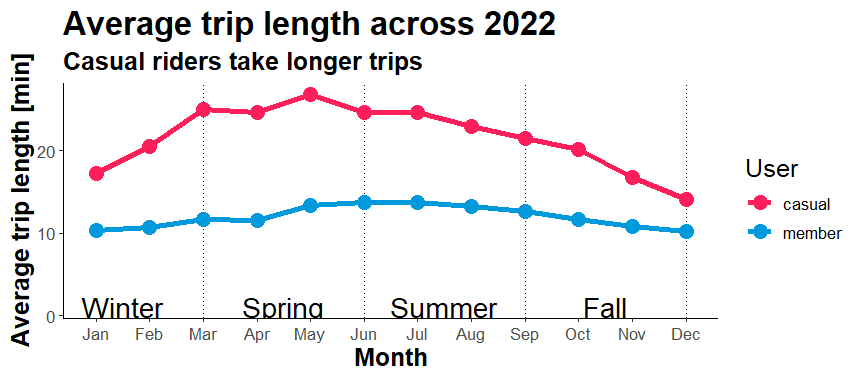 Average trip length across 2022
Casual riders take longer trips
Average trip length [min]
20
10
0
Winter Spring Summer Fall
Jan Feb Mar Apr May Jun Jul Aug Sep Oct Nov Dec
Month
User
casual
member